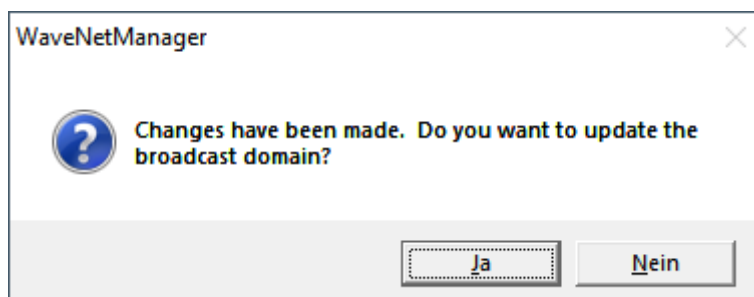 WaveNetManager
Changes have been made.  Do you want to update the
broadcast domain?
Ja
Nein